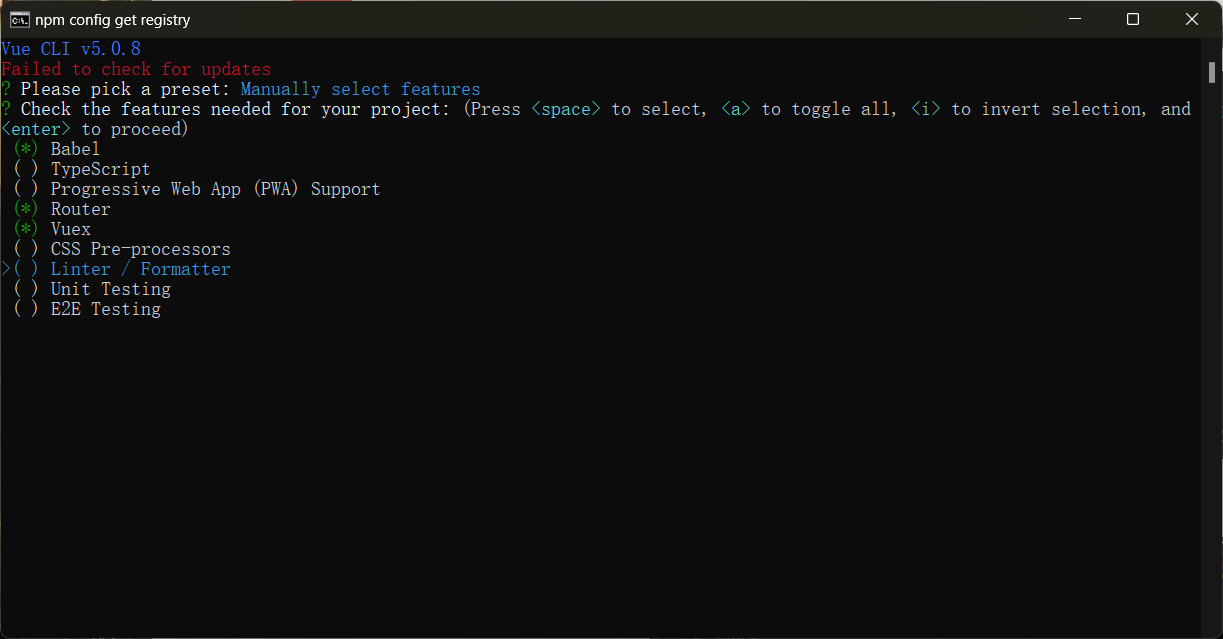 npm config get registry
Vue CLI v5.0.8
Failed to check for updates
? Please pick a preset: Manually select features
? Check the features needed for your project: (Press <space> to select, <a> to toggle all, <i> to invert selection, and
<enter> to proceed)
(*) Babel
( ) TypeScript
( ) Progressive Web App (PWA) Support
(*) Router
(*) Vuex
( ) CSS Pre-processors
>( ) Linter / Formatter
( ) Unit Testing
( ) E2E Testing